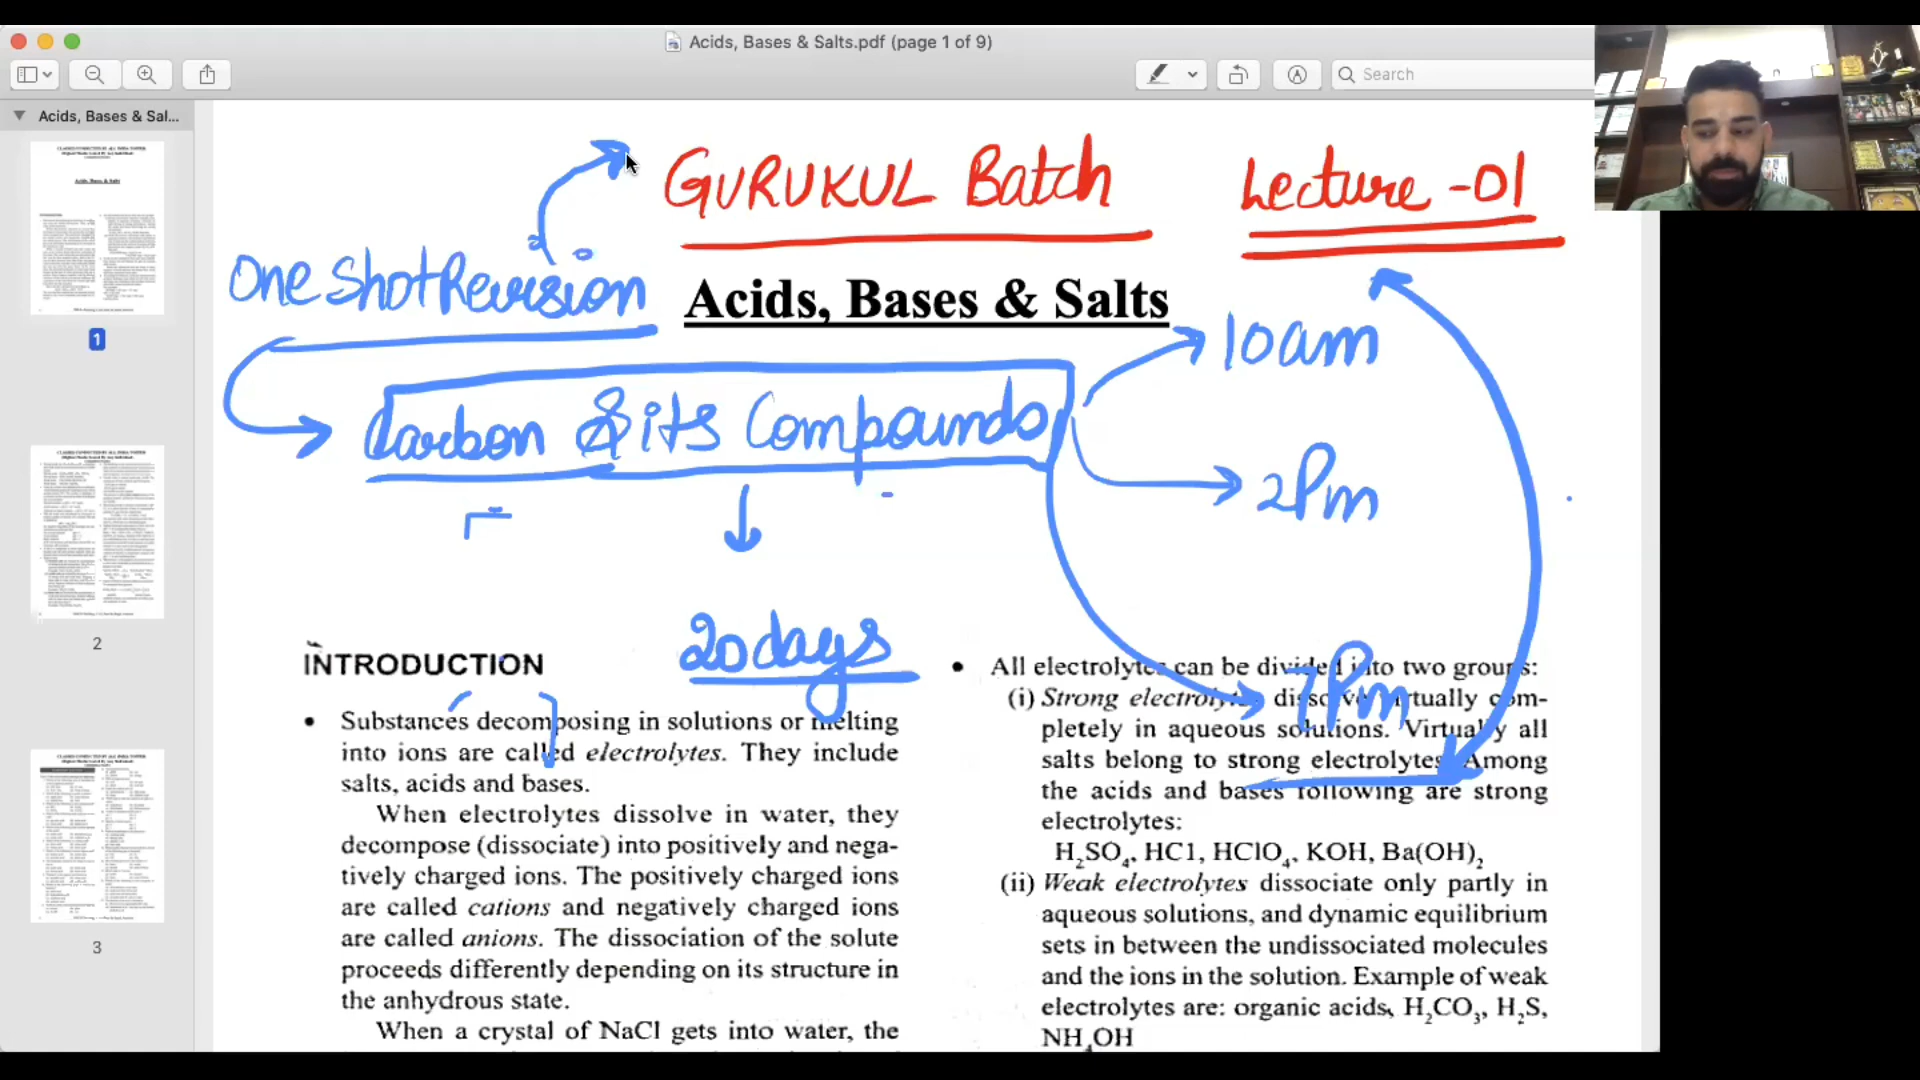 Acids, Bases & Salts.pdf (page 1 of 9)
Search
Acids, Bases & Sal...
1
2
3
GURUKUL Batch
Lecture -01
One Shot Revision
Acids, Bases & Salts
10am
Carbon & its Compounds
2Pm
20 days
7Pm
INTRODUCTION
• Substances decomposing in solutions or melting
into ions are called electrolytes. They include
salts, acids and bases.
When electrolytes dissolve in water, they
decompose (dissociate) into positively and nega-
tively charged ions. The positively charged ions
are called cations and negatively charged ions
are called anions. The dissociation of the solute
proceeds differently depending on its structure in
the anhydrous state.
When a crystal of NaCl gets into water, the
• All electrolytes can be divided into two groups:
(i) Strong electrolytes dissolve virtually com-
pletely in aqueous solutions. Virtually all
salts belong to strong electrolytes. Among
the acids and bases following are strong
electrolytes:
H₂SO₄, HC1, HClO₄, KOH, Ba(OH)₂
(ii) Weak electrolytes dissociate only partly in
aqueous solutions, and dynamic equilibrium
sets in between the undissociated molecules
and the ions in the solution. Example of weak
electrolytes are: organic acids, H₂CO₃, H₂S,
NH₄OH